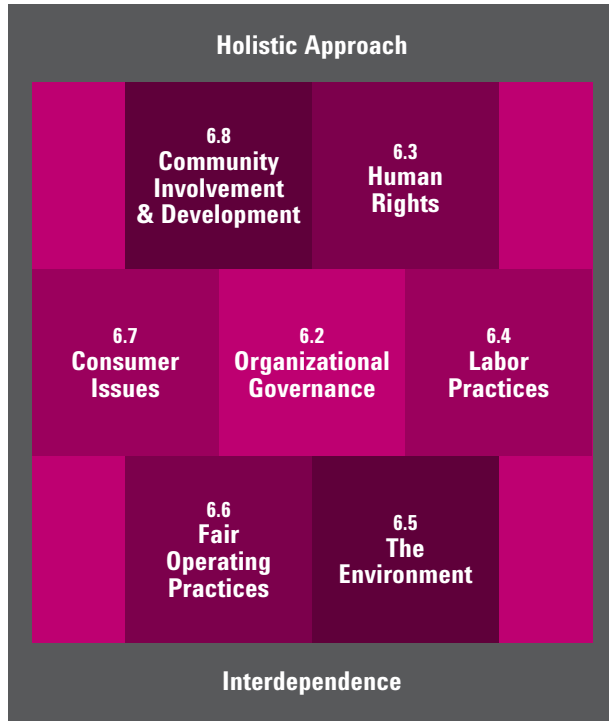 Holistic Approach
6.8
Community
Involvement
& Development
6.3
Human
Rights
6.7
Consumer
Issues
6.2
Organizational
Governance
6.4
Labor
Practices
6.6
Fair
Operating
Practices
6.5
The
Environment
Interdependence